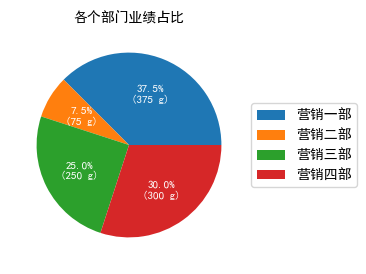 各个部门业绩占比
37.5%
(375 g)
7.5%
(75 g)
25.0%
(250 g)
30.0%
(300 g)
营销一部
营销二部
营销三部
营销四部